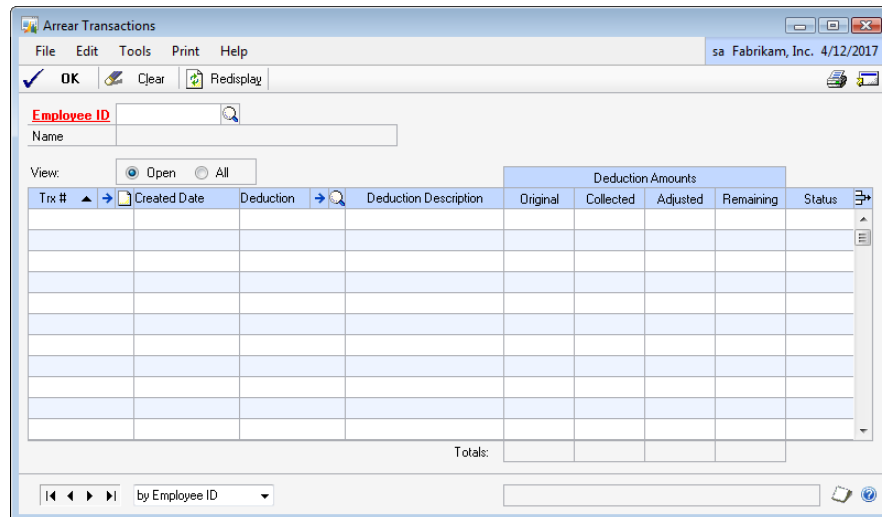 Arrear Transactions
File Edit Tools Print Help sa Fabrikam, Inc. 4/12/2017
OK Clear Redisplay
Employee ID
Name
View: Open All
Deduction Amounts
Trx # Created Date Deduction Deduction Description Original Collected Adjusted Remaining Status
Totals:
by Employee ID